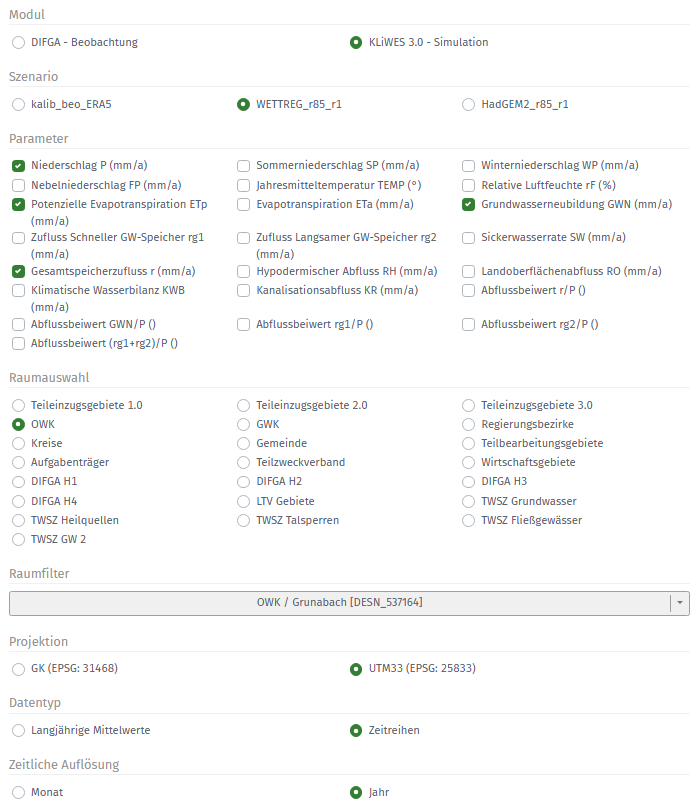 Modul
DIFGA - Beobachtung KLiWES 3.0 - Simulation
Szenario
kalib_beo_ERA5 WETTREG_r85_r1 HadGEM2_r85_r1
Parameter
Niederschlag P (mm/a) Sommerniederschlag SP (mm/a) Winterniederschlag WP (mm/a)
Nebelniederschlag FP (mm/a) Jahresmitteltemperatur TEMP (°) Relative Luftfeuchte rF (%)
Potenzielle Evapotranspiration ETp Evapotranspiration ETa (mm/a) Grundwasserneubildung GWN (mm/a)
(mm/a)
Zufluss Schneller GW-Speicher rg1 Zufluss Langsamer GW-Speicher rg2 Sickerwasserrate SW (mm/a)
(mm/a) (mm/a)
Gesamtspeicherzufluss r (mm/a) Hypodermischer Abfluss RH (mm/a) Landoberflächenabfluss RO (mm/a)
Klimatische Wasserbilanz KWB Kanalisationsabfluss KR (mm/a) Abflussbeiwert r/P ()
(mm/a)
Abflussbeiwert GWN/P () Abflussbeiwert rg1/P () Abflussbeiwert rg2/P ()
Abflussbeiwert (rg1+rg2)/P ()
Raumauswahl
Teileinzugsgebiete 1.0 Teileinzugsgebiete 2.0 Teileinzugsgebiete 3.0
OWK GWK Regierungsbezirke
Kreise Gemeinde Teilbearbeitungsgebiete
Aufgabenträger Teilzweckverband Wirtschaftsgebiete
DIFGA H1 DIFGA H2 DIFGA H3
DIFGA H4 LTV Gebiete TWSZ Grundwasser
TWSZ Heilquellen TWSZ Talsperren TWSZ Fließgewässer
TWSZ GW 2
Raumfilter
OWK / Grunabach [DESN_537164]
Projektion
GK (EPSG: 31468) UTM33 (EPSG: 25833)
Datentyp
Langjährige Mittelwerte Zeitreihen
Zeitliche Auflösung
Monat Jahr